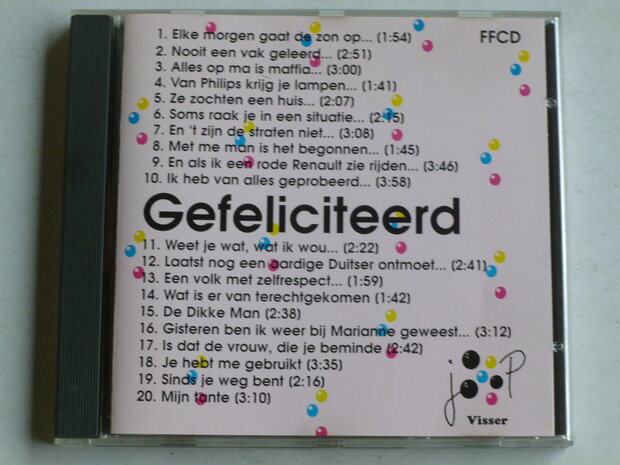 1. Elke morgen gaat de zon op... (1:54)
FFCD
2. Nooit een vak geleerd... (2:51)
3. Alles op ma is maffia... (3:00)
4. Van Philips krijg je lampen... (1:41)
5. Ze zochten een huis... (2:07)
6. Soms raak je in een situatie... (2:15)
7. En 't zijn de straten niet... (3:08)
8. Met me man is het begonnen... (1:45)
9. En als ik een rode Renault zie rijden... (3:46)
10. Ik heb van alles geprobeerd... (3:58)
Gefeliciteerd
11. Weet je wat, wat ik wou... (2:22)
12. Laatst nog een aardige Duitser ontmoet... (2:41)
13. Een volk met zelfrespect... (1:59)
14. Wat is er van terechtgekomen (1:42)
15. De Dikke Man (2:38)
16. Gisteren ben ik weer bij Marianne geweest... (3:12)
17. Is dat de vrouw, die je beminde (2:42)
18. Je hebt me gebruikt (3:35)
19. Sinds je weg bent (2:16)
20. Mijn tante (3:10)
jooP
Visser